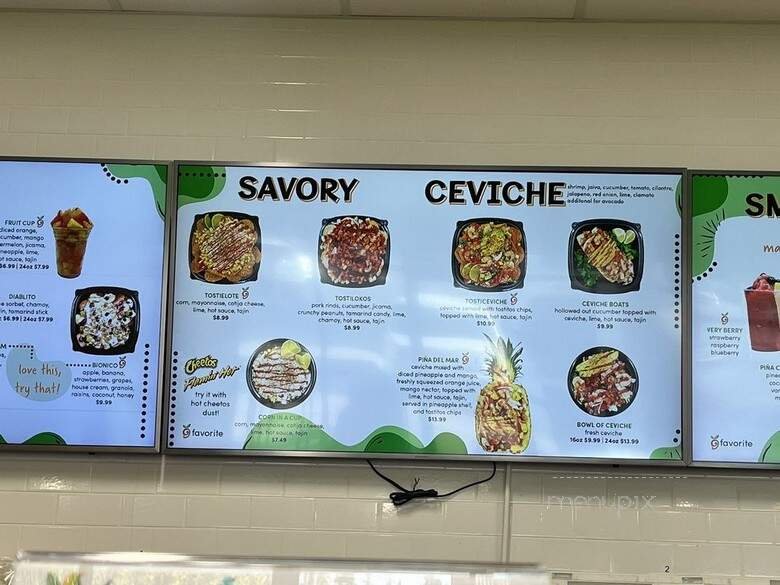 FRUIT CUP
diced orange,
cucumber, mango
watermelon, jicama,
pineapple, lime,
hot sauce, tajin
$6.99 | 24oz $7.99
DIABLITO
sorbet, chamoy,
tamarind stick
$6.99 | 24oz $7.99
love this,
try that!
BIONICO
apple, banana,
strawberries, grapes,
house cream, granola,
raisins, coconut, honey
$9.99
SAVORY
TOSTIELOTE
corn, mayonnaise, cotija cheese,
lime, hot sauce, tajin
$8.99
TOSTILOKOS
pork rinds, cucumber, jicama,
crunchy peanuts, tamarind candy, lime,
chamoy, hot sauce, tajin
$8.99
Cheetos
Flamin' Hot
try it with
hot cheetos
dust!
CORN IN A CUP
corn, mayonnaise, cotija cheese,
lime, hot sauce, tajin
$7.49
favorite
CEVICHE
shrimp, jaiva, cucumber, tomato, cilantro,
jalapeno, red onion, lime, clamato
additonal for avocado
TOSTICEVICHE
ceviche served with tostitos chips,
topped with lime, hot sauce, tajin
$10.99
CEVICHE BOATS
hollowed out cucumber topped with
ceviche, lime, hot sauce, tajin
$9.99
PIÑA DEL MAR
ceviche mixed with
diced pineapple and mango,
freshly squeezed orange juice,
mango nectar, topped with
lime, hot sauce, tajin,
served in pineapple shell,
and tostitos chips
$13.99
BOWL OF CEVICHE
fresh ceviche
16oz $9.99 | 24oz $13.99
SM
VERY BERRY
strawberry
raspberry
blueberry
PIÑA C
favorite
menupix
2